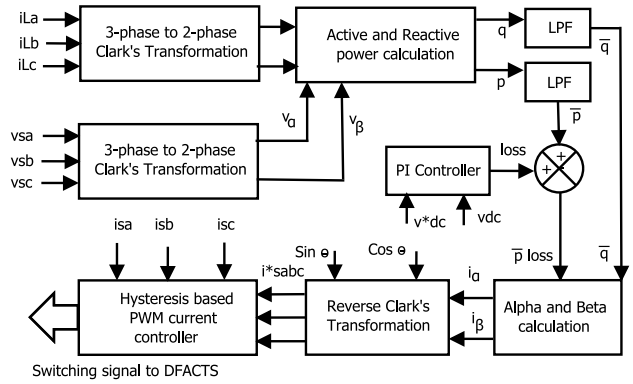 iLa
iLb
iLc
3-phase to 2-phase
Clark's Transformation
Active and Reactive
power calculation
q
LPF
q̅
p
LPF
p̅
vα
vβ
vsa
vsb
vsc
3-phase to 2-phase
Clark's Transformation
PI Controller
loss
+
+
-
v*dc
vdc
isa
isb
isc
Sin ɵ
Cos ɵ
p̅ loss
q̅
i*sabc
iα
iβ
Hysteresis based
PWM current
controller
Reverse Clark's
Transformation
Alpha and Beta
calculation
Switching signal to DFACTS